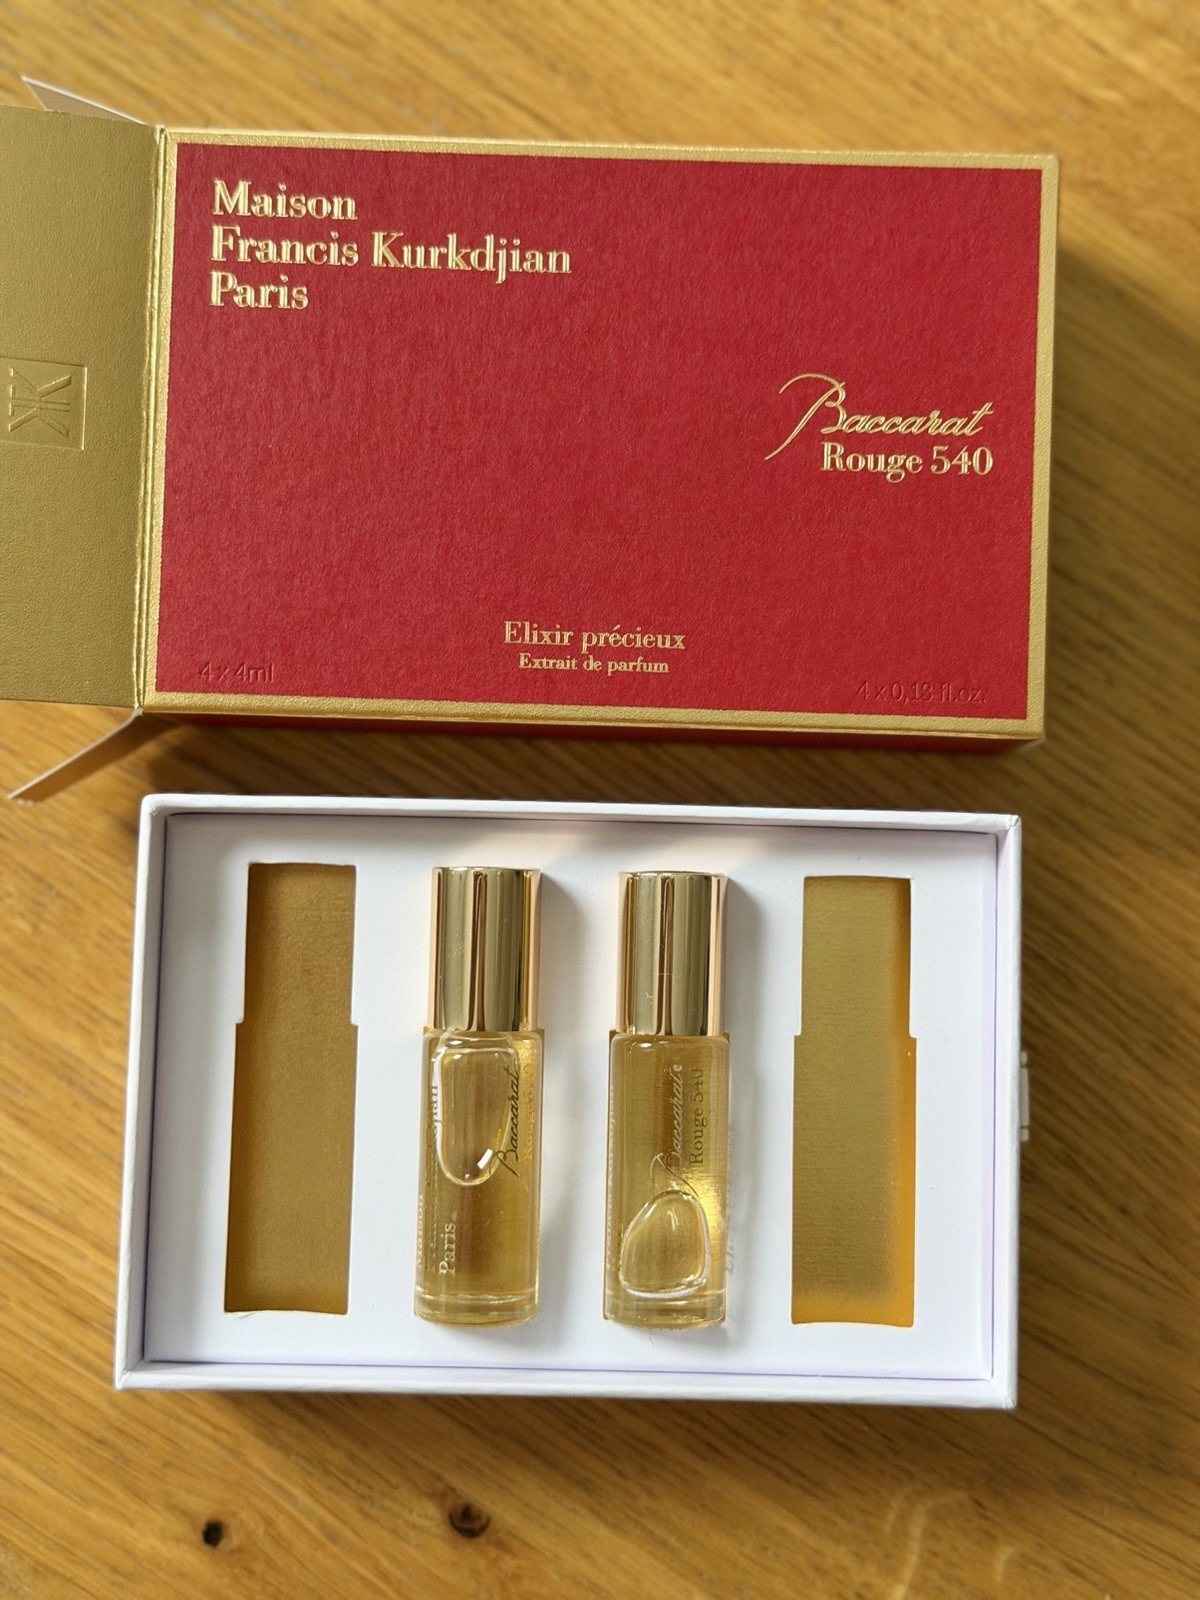 Maison
Francis Kurkdjian
Paris
Baccarat
Rouge 540
Elixir précieux
Extrait de parfum
4 x 4ml
4 x 0,13 fl.oz.
Paris
Baccarat
Baccarat
Rouge 540